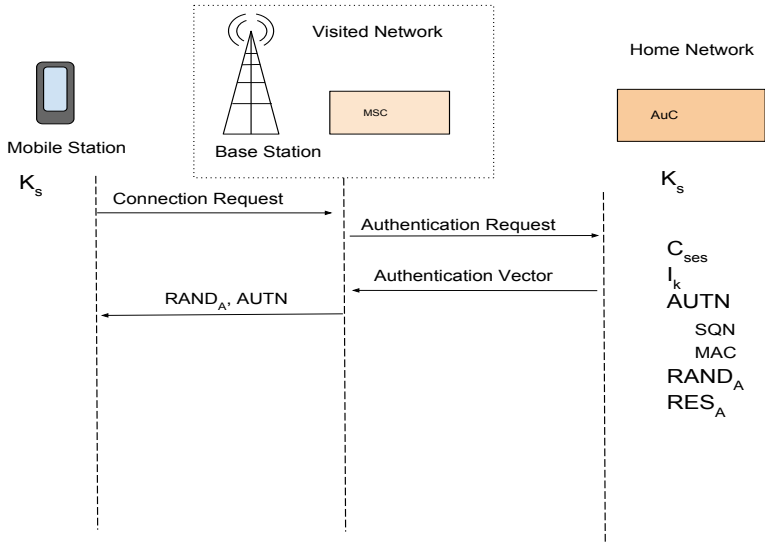 Visited Network
Home Network
MSC
AuC
Mobile Station
Base Station
Ks
Ks
Connection Request
Authentication Request
Cses
Authentication Vector
Ik
RANDA, AUTN
AUTN
SQN
MAC
RANDA
RESA